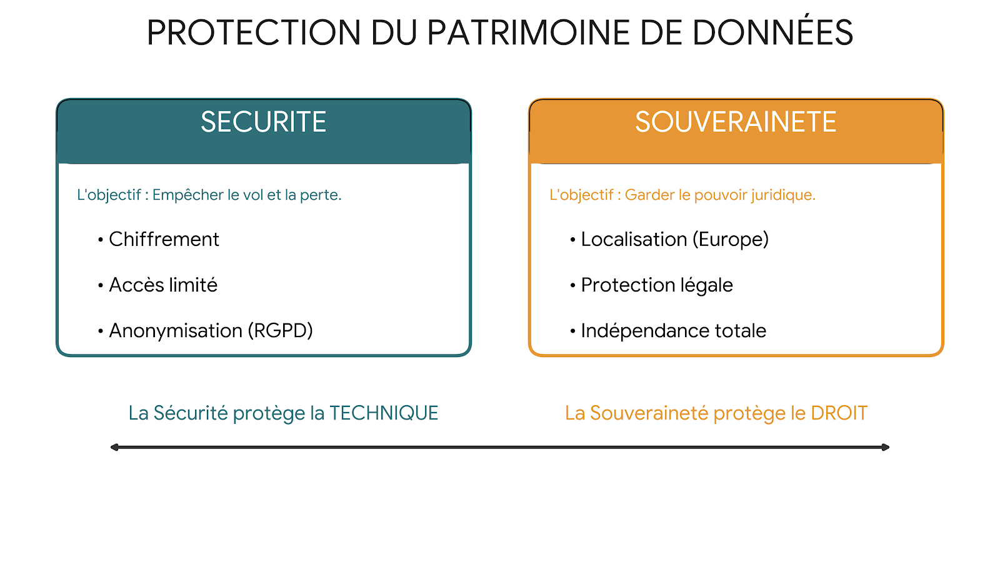 PROTECTION DU PATRIMOINE DE DONNÉES
SECURITE
L'objectif : Empêcher le vol et la perte.
• Chiffrement
• Accès limité
• Anonymisation (RGPD)
La Sécurité protège la TECHNIQUE
SOUVERAINETE
L'objectif : Garder le pouvoir juridique.
• Localisation (Europe)
• Protection légale
• Indépendance totale
La Souveraineté protège le DROIT